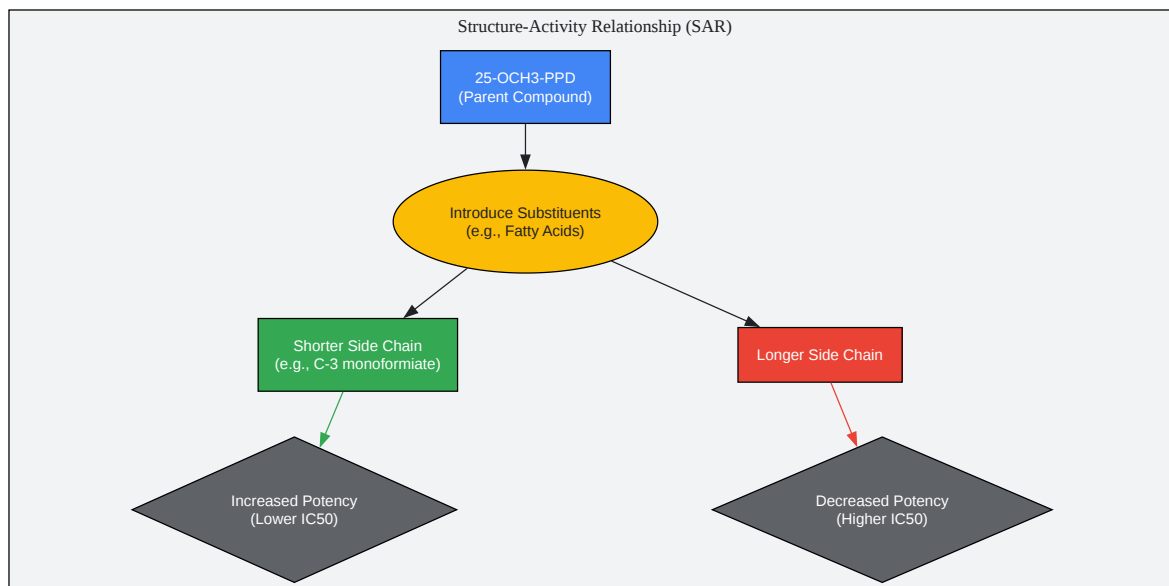 Structure-Activity Relationship (SAR)
25-OCH3-PPD
(Parent Compound)
Introduce Substituents
(e.g., Fatty Acids)
Shorter Side Chain
(e.g., C-3 monoformiate)
Longer Side Chain
Increased Potency
(Lower IC50)
Decreased Potency
(Higher IC50)